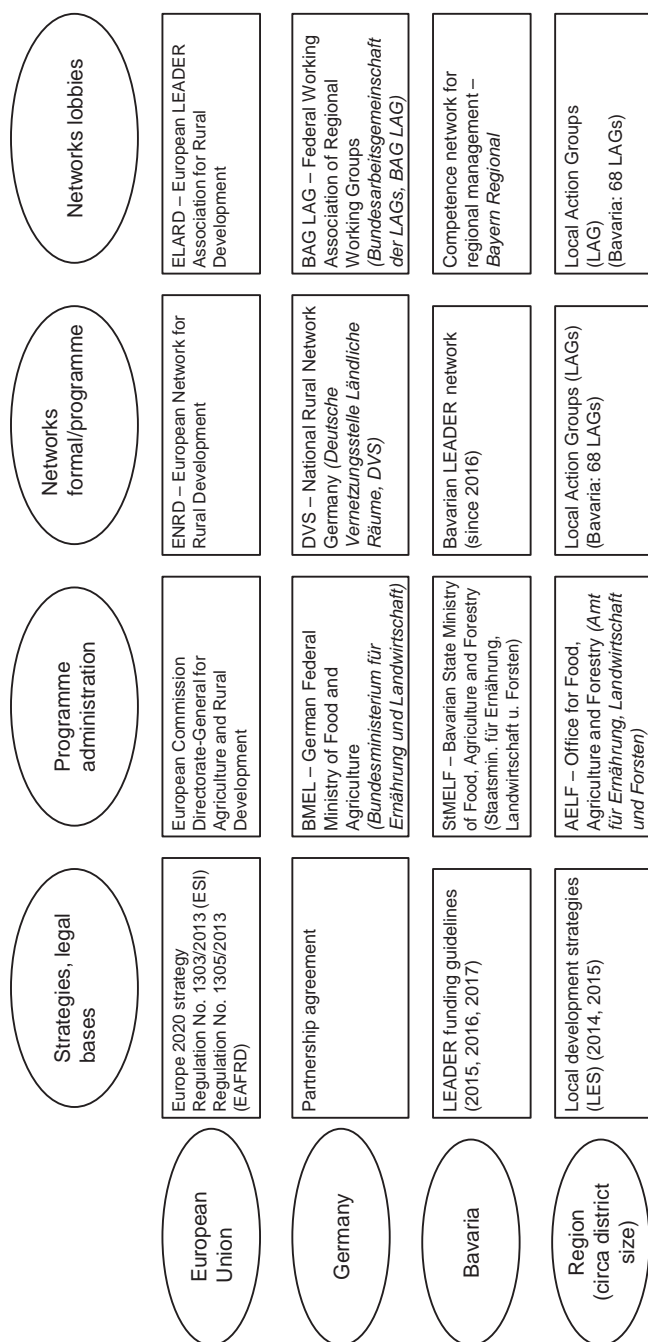 Strategies, legal
bases
Programme
administration
Networks
formal/programme
Networks lobbies
European
Union
Europe 2020 strategy
Regulation No. 1303/2013 (ESI)
Regulation No. 1305/2013
(EAFRD)
European Commission
Directorate-General for
Agriculture and Rural
Development
ENRD – European Network for
Rural Development
ELARD – European LEADER
Association for Rural
Development
Germany
Partnership agreement
BMEL – German Federal
Ministry of Food and
Agriculture
(Bundesministerium für
Ernährung und Landwirtschaft)
DVS – National Rural Network
Germany (Deutsche
Vernetzungsstelle Ländliche
Räume, DVS)
BAG LAG – Federal Working
Association of Regional
Working Groups
(Bundesarbeitsgemeinschaft
der LAGs, BAG LAG)
Bavaria
LEADER funding guidelines
(2015, 2016, 2017)
StMELF – Bavarian State Ministry
of Food, Agriculture and Forestry
(Staatsmin. für Ernährung,
Landwirtschaft u. Forsten)
Bavarian LEADER network
(since 2016)
Competence network for
regional management –
Bayern Regional
Region
(circa district
size)
Local development strategies
(LES) (2014, 2015)
AELF – Office for Food,
Agriculture and Forestry (Amt
für Ernährung, Landwirtschaft
und Forsten)
Local Action Groups (LAGs)
(Bavaria: 68 LAGs)
Local Action Groups
(LAG)
(Bavaria: 68 LAGs)